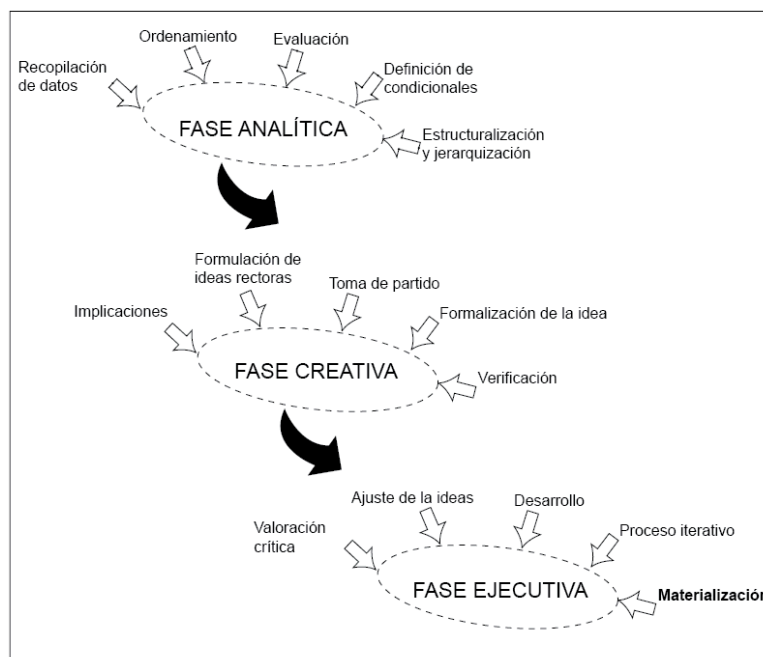 Ordenamiento
Evaluación
Recopilación
de datos
Definición de
condicionales
FASE ANALÍTICA
Estructuralización
y jerarquización
Formulación de
ideas rectoras
Toma de partido
Implicaciones
Formalización de la idea
FASE CREATIVA
Verificación
Ajuste de la ideas
Desarrollo
Valoración
crítica
Proceso iterativo
FASE EJECUTIVA
Materialización